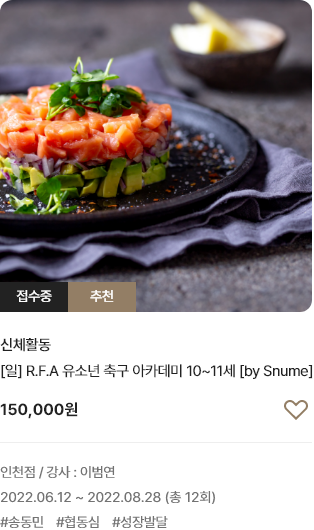 접수중 추천
신체활동
[일] R.F.A 유소년 축구 아카데미 10~11세 [by Snume]
150,000원
인천점 / 강사 : 이범연
2022.06.12 ~ 2022.08.28 (총 12회)
#송동민 #협동심 #성장발달